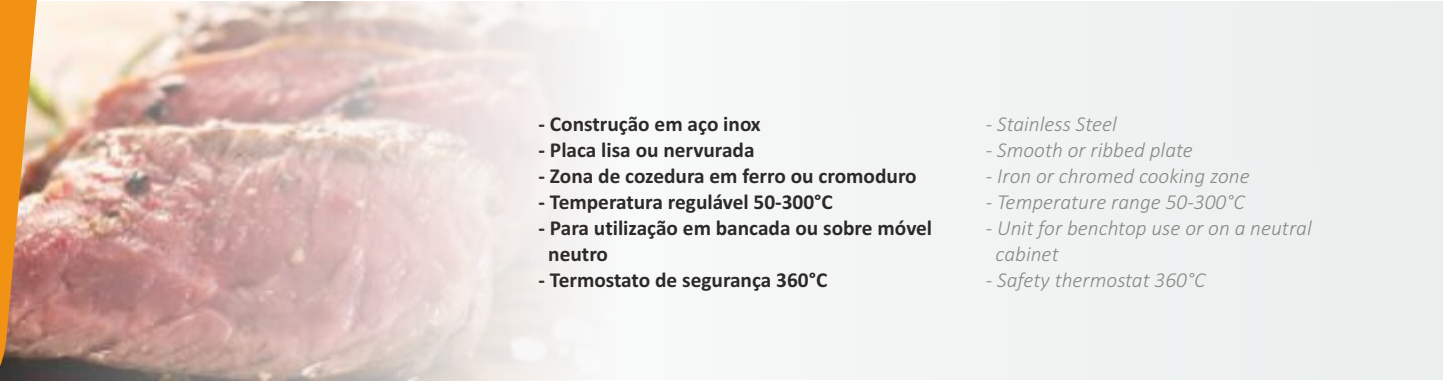 - Construção em aço inox
- Placa lisa ou nervurada
- Zona de cozedura em ferro ou cromoduro
- Temperatura regulável 50-300°C
- Para utilização em bancada ou sobre móvel
neutro
- Termostato de segurança 360°C
- Stainless Steel
- Smooth or ribbed plate
- Iron or chromed cooking zone
- Temperature range 50-300°C
- Unit for benchtop use or on a neutral
cabinet
- Safety thermostat 360°C